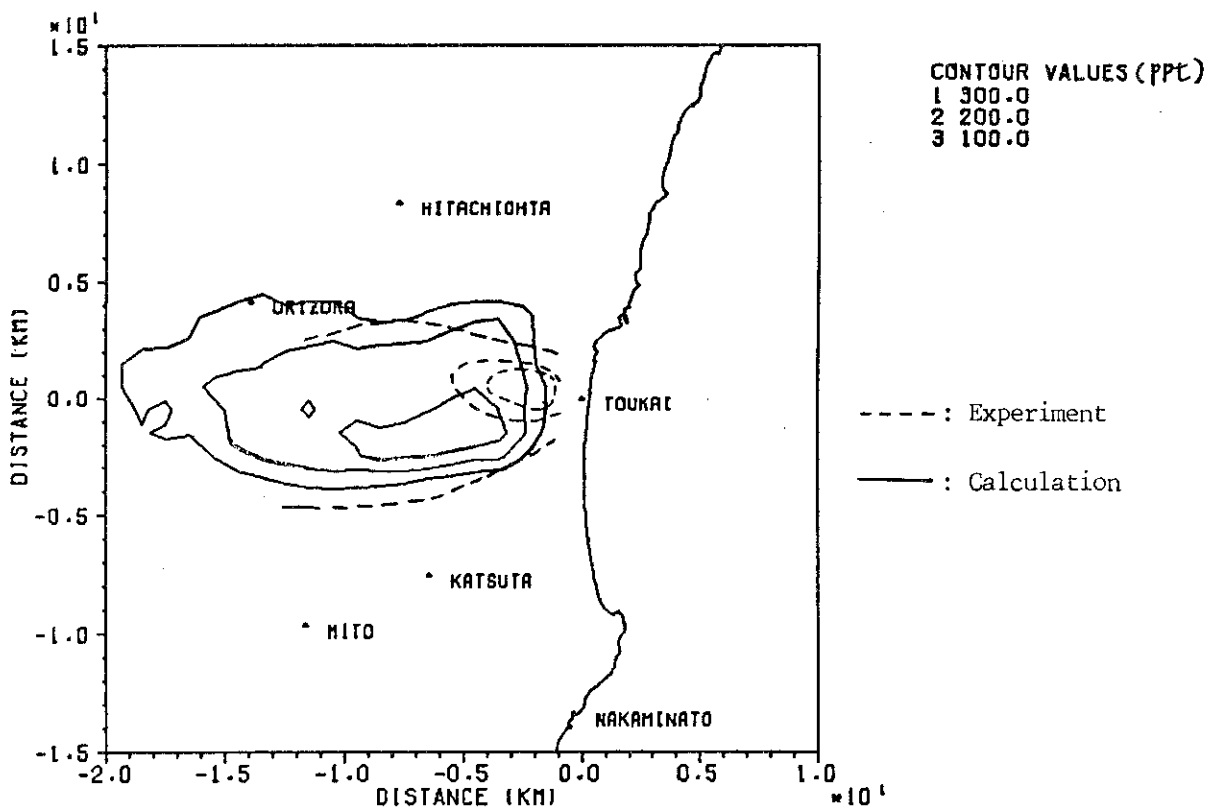 *10¹
1.5
1.0
0.5
0.0
-0.5
-1.0
-1.5
DISTANCE (KM)
-2.0 -1.5 -1.0 -0.5 0.0 0.5 1.0
DISTANCE (KM)
*10¹
HITACHIOHTA
URIZURA
TOUKAI
KATSUTA
MITO
NAKAMINATO
CONTOUR VALUES (PPt)
1 300.0
2 200.0
3 100.0
: Experiment
: Calculation